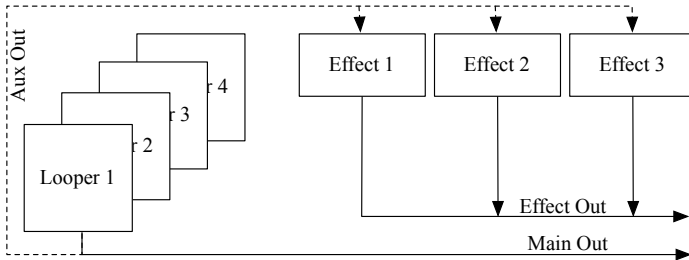 Aux Out
Effect 1
Effect 2
Effect 3
r 4
r 3
r 2
Looper 1
Effect Out
Main Out